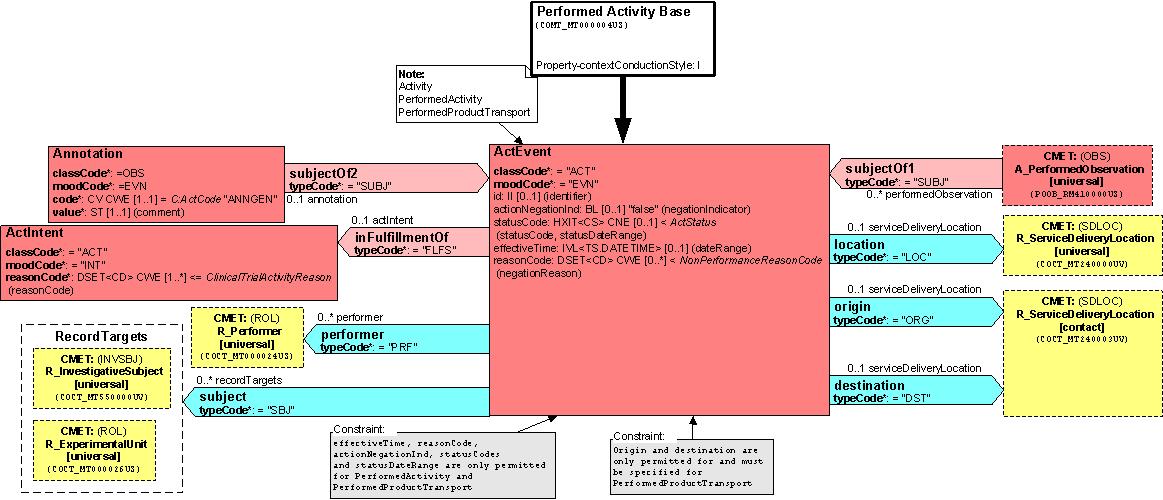 Performed Activity Base
(COMT_MT000004US)
Property-contextConductionStyle: I
Note:
Activity
PerformedActivity
PerformedProductTransport
Annotation
classCode*: =OBS
moodCode*: =EVN
code*: CV CWE [1..1] = C:ActCode "ANNGEN"
value*: ST [1..1] (comment)
subjectOf2
typeCode*: = "SUBJ"
0..1 annotation
ActIntent
classCode*: = "ACT"
moodCode*: = "INT"
reasonCode*: DSET<CD> CWE [1..*] <= ClinicalTrialActivityReason
(reasonCode)
0..1 actIntent
inFulfillmentOf
typeCode*: = "FLFS"
ActEvent
classCode*: = "ACT"
moodCode*: = "EVN"
id: II [0..1] (identifier)
actionNegationInd: BL [0..1] "false" (negationIndicator)
statusCode: HXIT<CS> CNE [0..1] < ActStatus
(statusCode, statusDateRange)
effectiveTime: IVL<TS.DATETIME> [0..1] (dateRange)
reasonCode: DSET<CD> CWE [0..*] < NonPerformanceReasonCode
(negationReason)
subjectOf1
typeCode*: = "SUBJ"
0..* performedObservation
CMET: (OBS)
A_PerformedObservation
[universal]
(POOB_RM410000US)
0..1 serviceDeliveryLocation
location
typeCode*: = "LOC"
CMET: (SDLOC)
R_ServiceDeliveryLocation
[universal]
(COCT_MT240000UV)
0..1 serviceDeliveryLocation
origin
typeCode*: = "ORG"
CMET: (SDLOC)
R_ServiceDeliveryLocation
[contact]
(COCT_MT240003UV)
0..1 serviceDeliveryLocation
destination
typeCode*: = "DST"
CMET: (ROL)
R_Performer
[universal]
(COCT_MT000024US)
0..* performer
performer
typeCode*: = "PRF"
RecordTargets
CMET: (INVSBJ)
R_InvestigativeSubject
[universal]
(COCT_MT550000UV)
CMET: (ROL)
R_ExperimentalUnit
[universal]
(COCT_MT000026US)
0..* recordTargets
subject
typeCode*: = "SBJ"
Constraint:
effectiveTime, reasonCode,
actionNegationInd, statusCodes
and statusDateRange are only permitted
for PerformedActivity and
PerformedProductTransport
Constraint:
Origin and destination are
only permitted for and must
be specified for
PerformedProductTransport